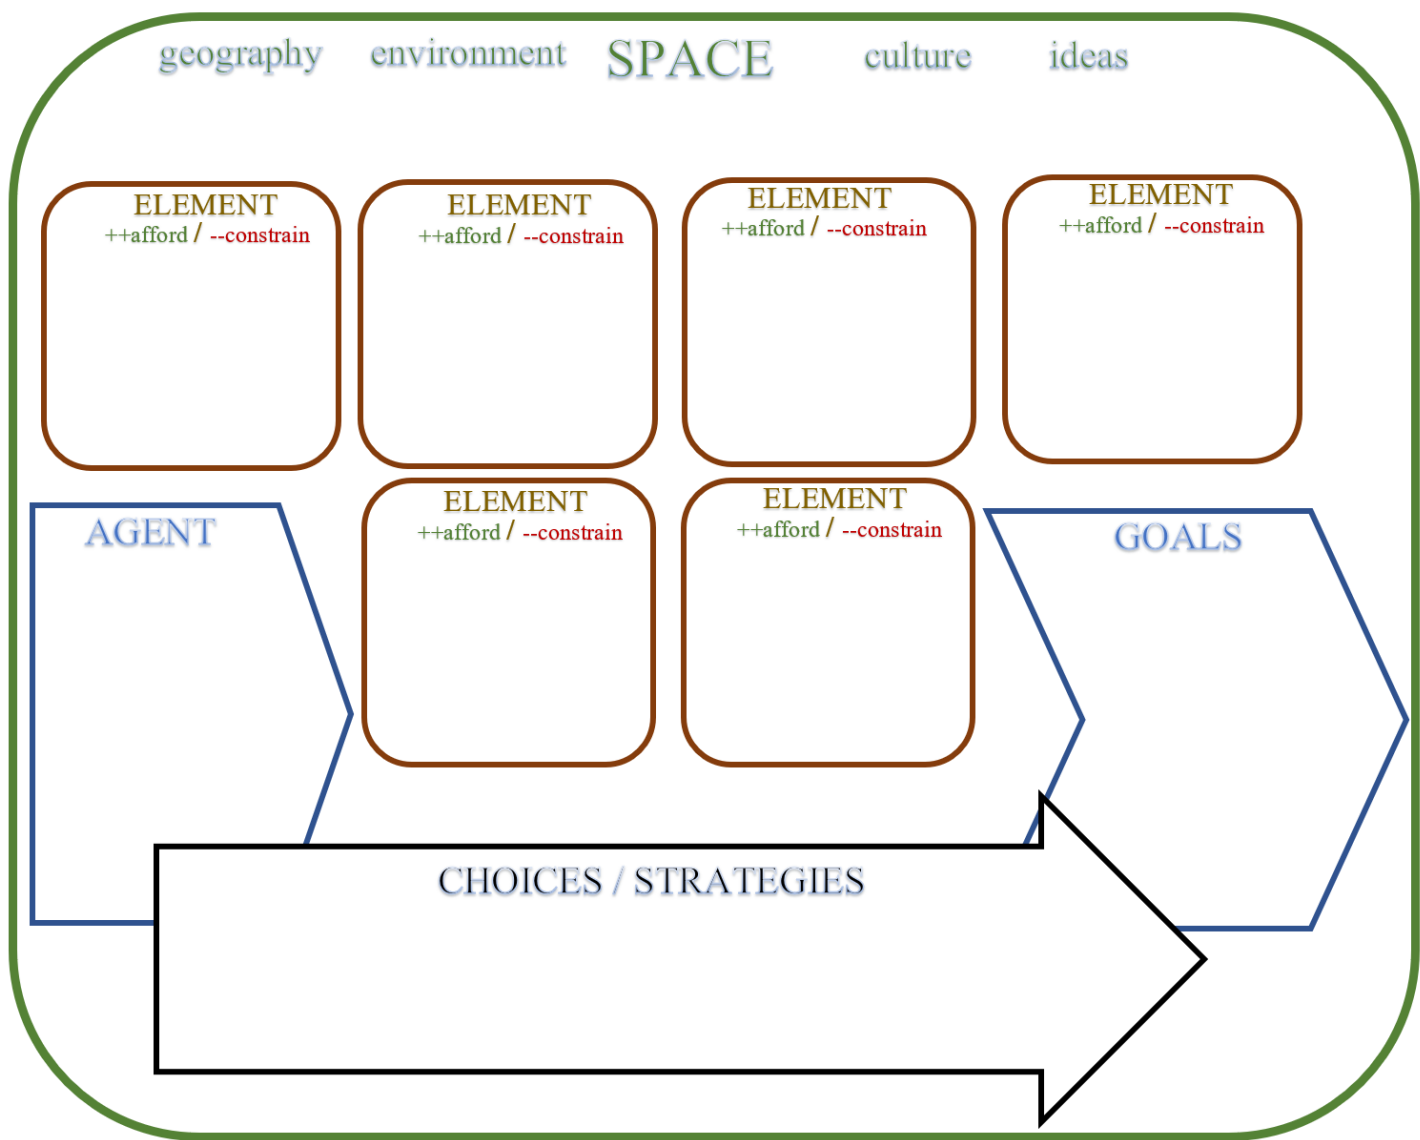 geography environment SPACE culture ideas
ELEMENT
++afford / --constrain
ELEMENT
++afford / --constrain
ELEMENT
++afford / --constrain
ELEMENT
++afford / --constrain
AGENT
ELEMENT
++afford / --constrain
ELEMENT
++afford / --constrain
GOALS
CHOICES / STRATEGIES